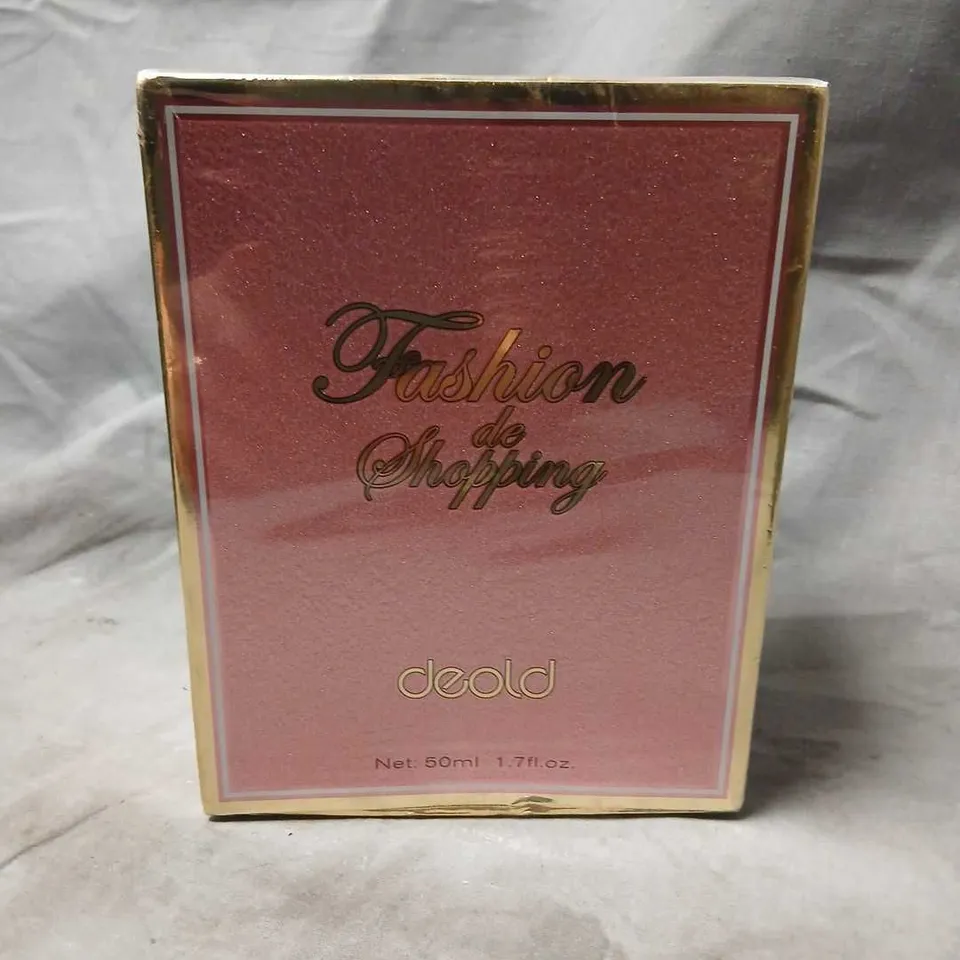 Fashion
de
Shopping
deold
Net: 50ml 1.7fl.oz.